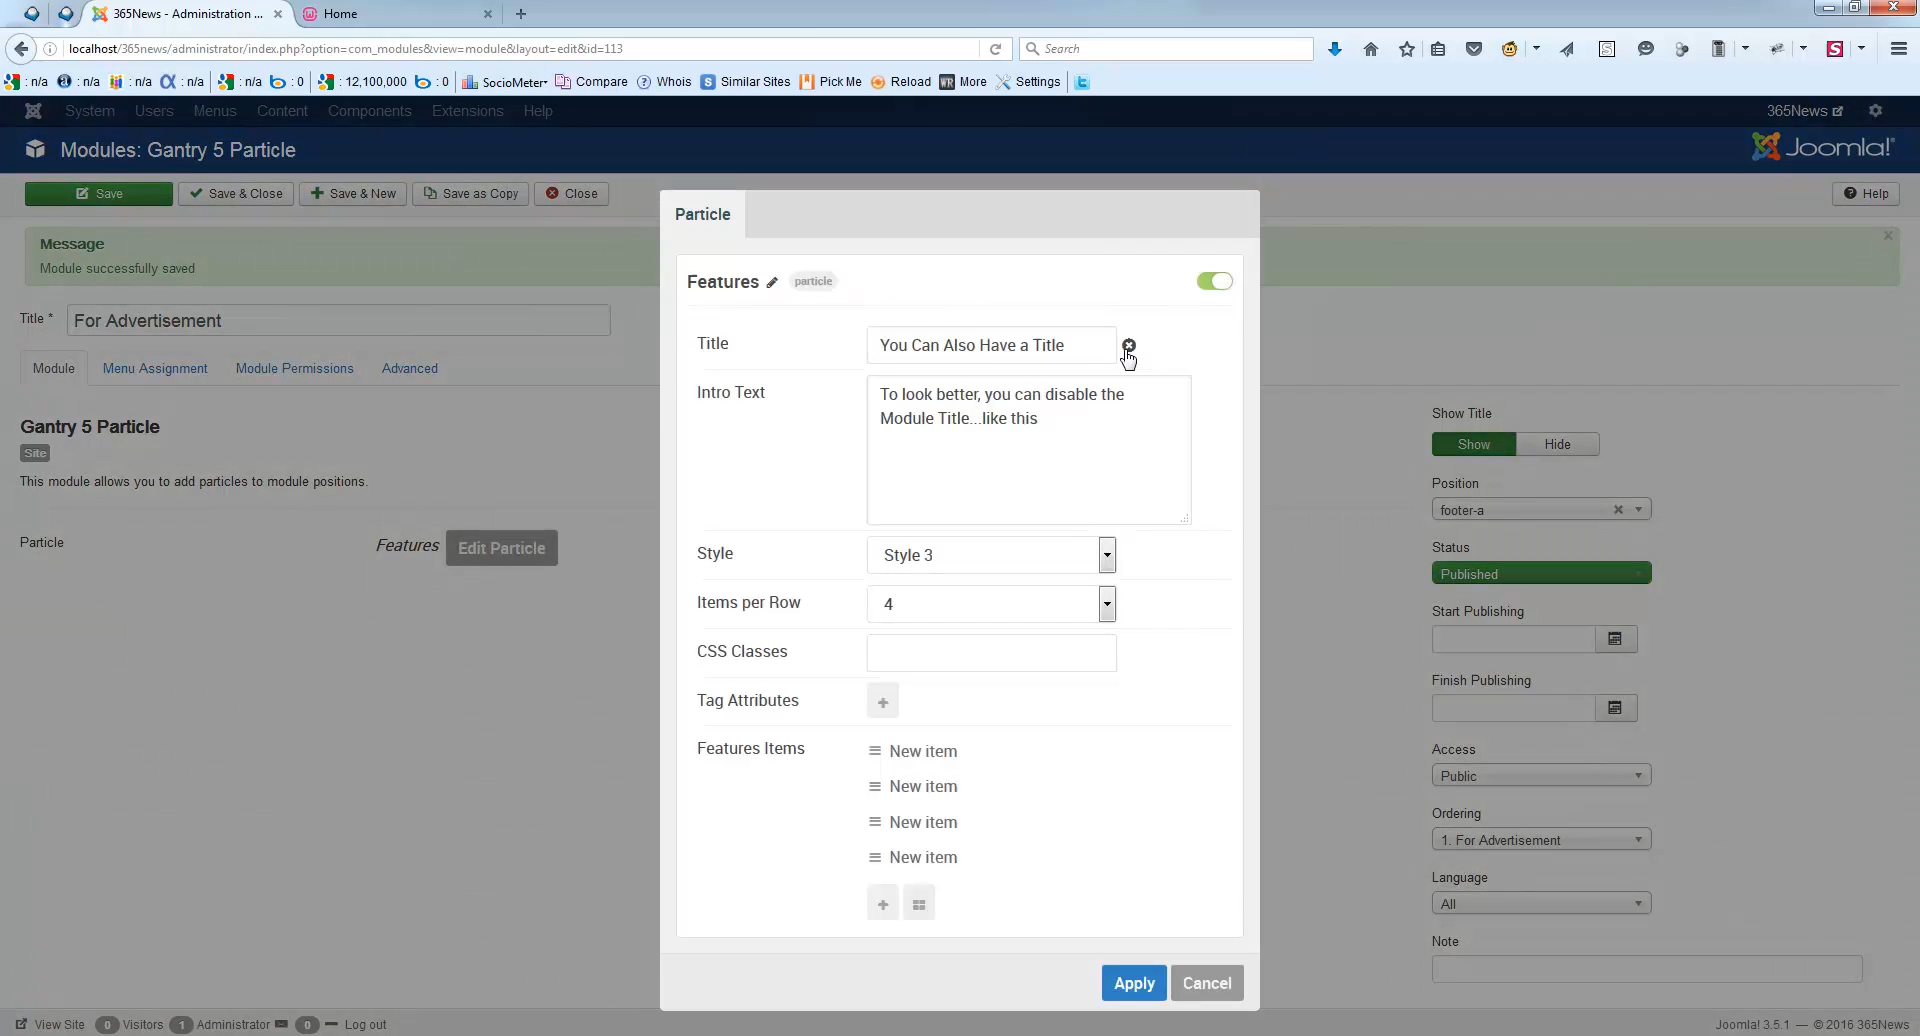 365News - Administration ...
Home
localhost/365news/administrator/index.php?option=com_modules&view=module&layout=edit&id=113
Search
: n/a : n/a : n/a : n/a : n/a : 0 : 12,100,000 : 0 SocioMeter Compare Whois Similar Sites Pick Me Reload More Settings
System Users Menus Content Components Extensions Help 365News
Modules: Gantry 5 Particle
Joomla!
Save Save & Close Save & New Save as Copy Close Help
Message
Module successfully saved
Title * For Advertisement
Module Menu Assignment Module Permissions Advanced
Gantry 5 Particle
Site
This module allows you to add particles to module positions.
Particle Features Edit Particle
Particle
Features particle
Title You Can Also Have a Title
Intro Text To look better, you can disable the
Module Title...like this
Style Style 3
Items per Row 4
CSS Classes
Tag Attributes
Features Items New item
New item
New item
New item
Apply Cancel
Show Title
Show Hide
Position
footer-a
Status
Published
Start Publishing
Finish Publishing
Access
Public
Ordering
1. For Advertisement
Language
All
Note
View Site 0 Visitors 1 Administrator 0 Log out
Joomla! 3.5.1 — © 2016 365News